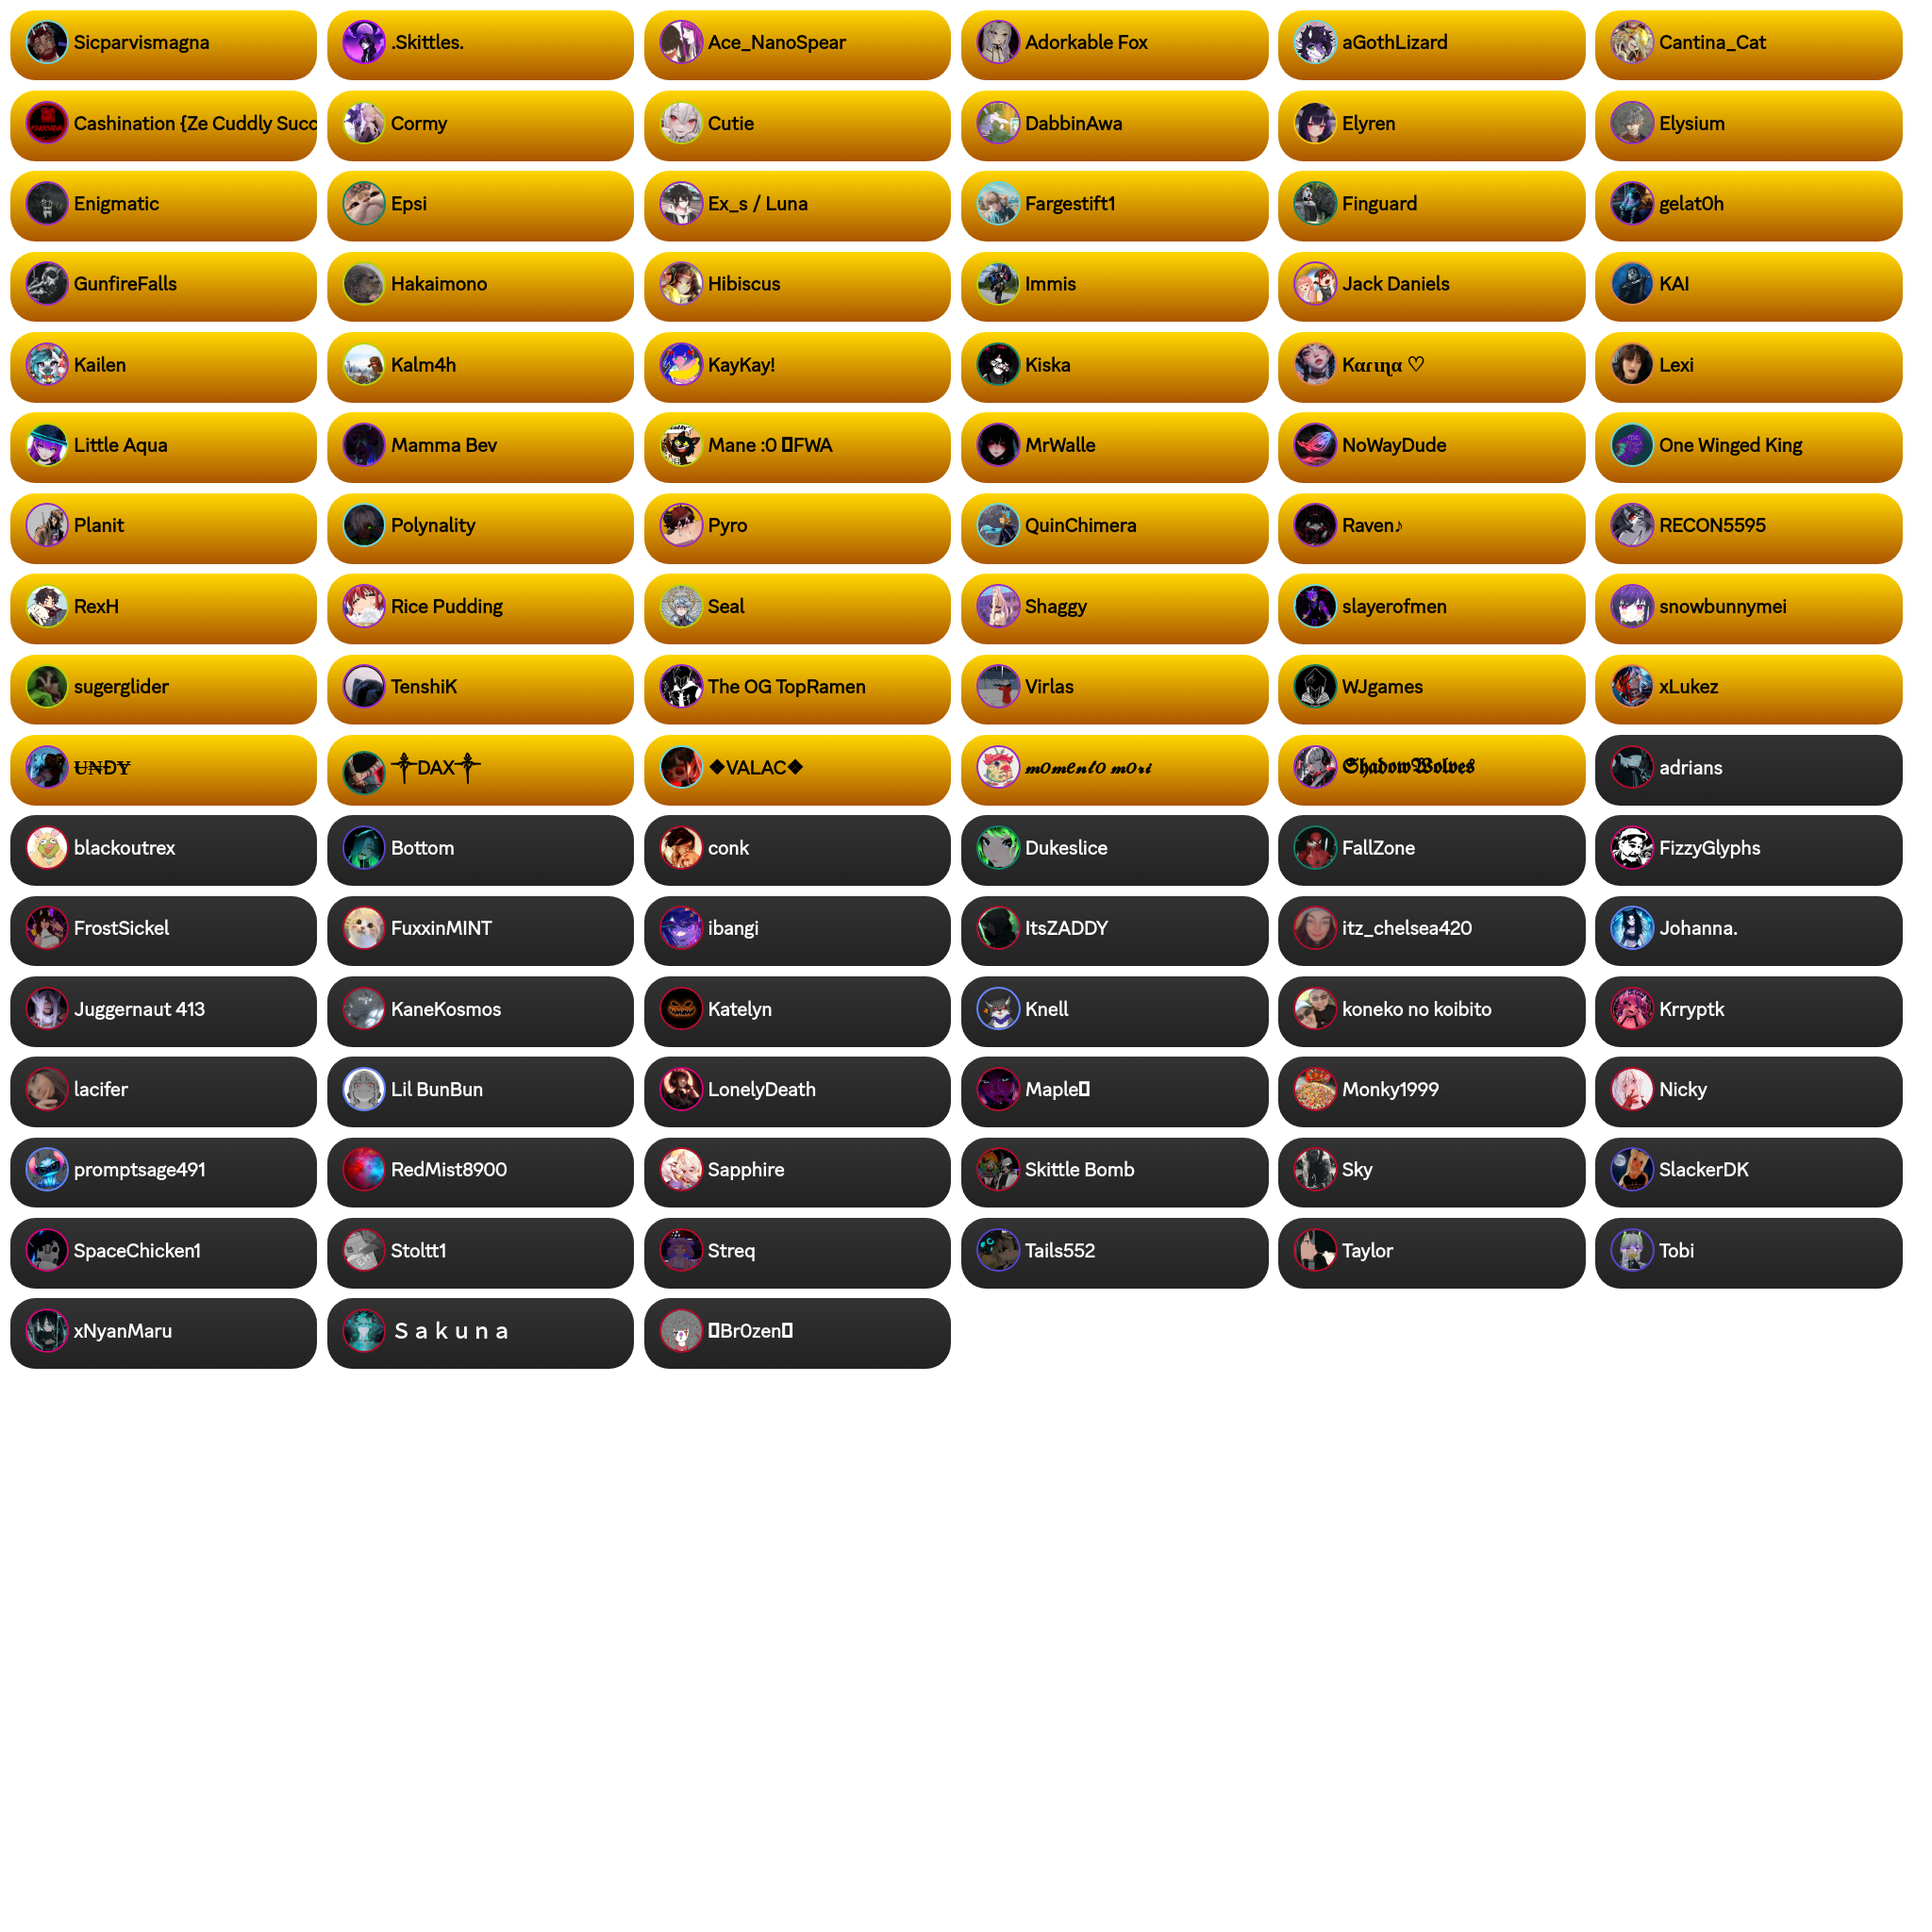 Sicparvismagna
.Skittles.
Ace_NanoSpear
Adorkable Fox
aGothLizard
Cantina_Cat
Cashination {Ze Cuddly Succ
Cormy
Cutie
DabbinAwa
Elyren
Elysium
Enigmatic
Epsi
Ex_s / Luna
Fargestift1
Finguard
gelat0h
GunfireFalls
Hakaimono
Hibiscus
Immis
Jack Daniels
KAI
Kailen
Kalm4h
KayKay!
Kiska
Kαɾιɳα ♡
Lexi
Little Aqua
Mamma Bev
Mane :0 FWA
MrWalle
NoWayDude
One Winged King
Planit
Polynality
Pyro
QuinChimera
Raven♪
RECON5595
RexH
Rice Pudding
Seal
Shaggy
slayerofmen
snowbunnymei
sugerglider
TenshiK
The OG TopRamen
Virlas
WJgames
xLukez
U̶N̶ĐɎ
༒DAX༒
❖VALAC❖
𝓶𝓸𝓶𝓮𝓷𝓽𝓸 𝓶𝓸𝓻𝓲
𝕾𝖍𝖆𝖉𝖔𝖜𝖂𝖔𝖑𝖛𝖊𝖘
adrians
blackoutrex
Bottom
conk
Dukeslice
FallZone
FizzyGlyphs
FrostSickel
FuxxinMINT
ibangi
ItsZADDY
itz_chelsea420
Johanna.
Juggernaut 413
KaneKosmos
Katelyn
Knell
koneko no koibito
Krryptk
lacifer
Lil BunBun
LonelyDeath
Maple
Monky1999
Nicky
promptsage491
RedMist8900
Sapphire
Skittle Bomb
Sky
SlackerDK
SpaceChicken1
Stoltt1
Streq
Tails552
Taylor
Tobi
xNyanMaru
Ｓａｋｕｎａ
Br0zen